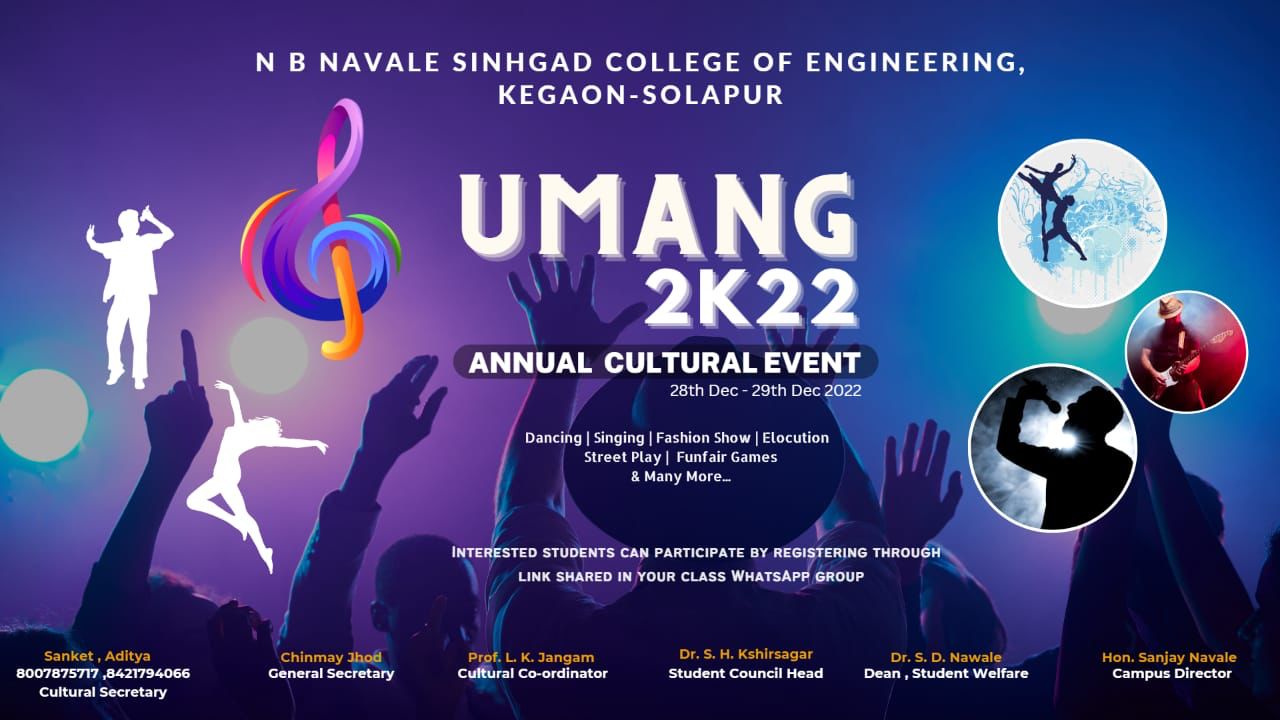 N B NAVALE SINHGAD COLLEGE OF ENGINEERING,
KEGAON-SOLAPUR
UMANG
2K22
ANNUAL CULTURAL EVENT
28th Dec - 29th Dec 2022
Dancing | Singing | Fashion Show | Elocution
Street Play | Funfair Games
& Many More...
INTERESTED STUDENTS CAN PARTICIPATE BY REGISTERING THROUGH
LINK SHARED IN YOUR CLASS WHATSAPP GROUP
Sanket , Aditya
8007875717 ,8421794066
Cultural Secretary
Chinmay Jhod
General Secretary
Prof. L. K. Jangam
Cultural Co-ordinator
Dr. S. H. Kshirsagar
Student Council Head
Dr. S. D. Nawale
Dean , Student Welfare
Hon. Sanjay Navale
Campus Director